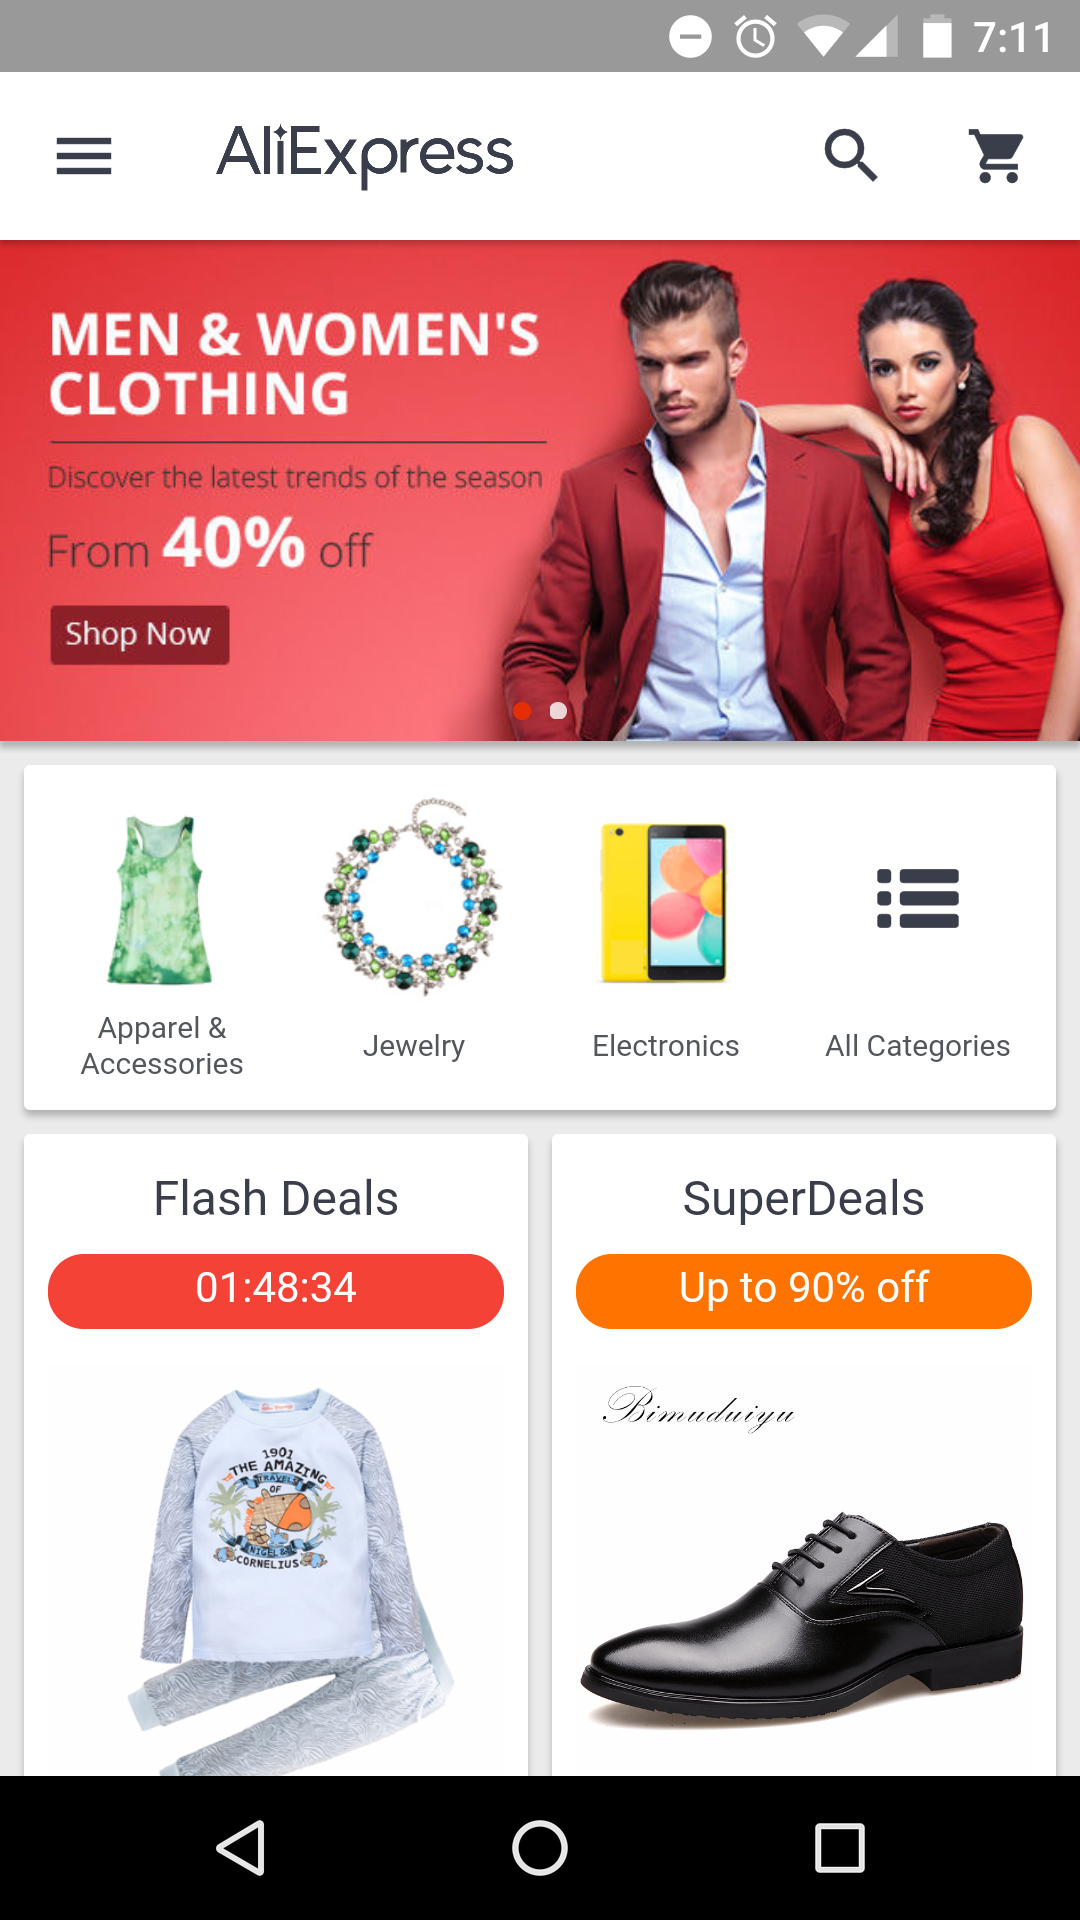 7:11
AliExpress
MEN & WOMEN'S
CLOTHING
Discover the latest trends of the season
From 40% off
Shop Now
Apparel &
Accessories
Jewelry
Electronics
All Categories
Flash Deals
SuperDeals
01:48:34
Up to 90% off
1901
THE AMAZING
TRAVELS
OF
NIGEL &
CORNELIUS
Bimuduiyu